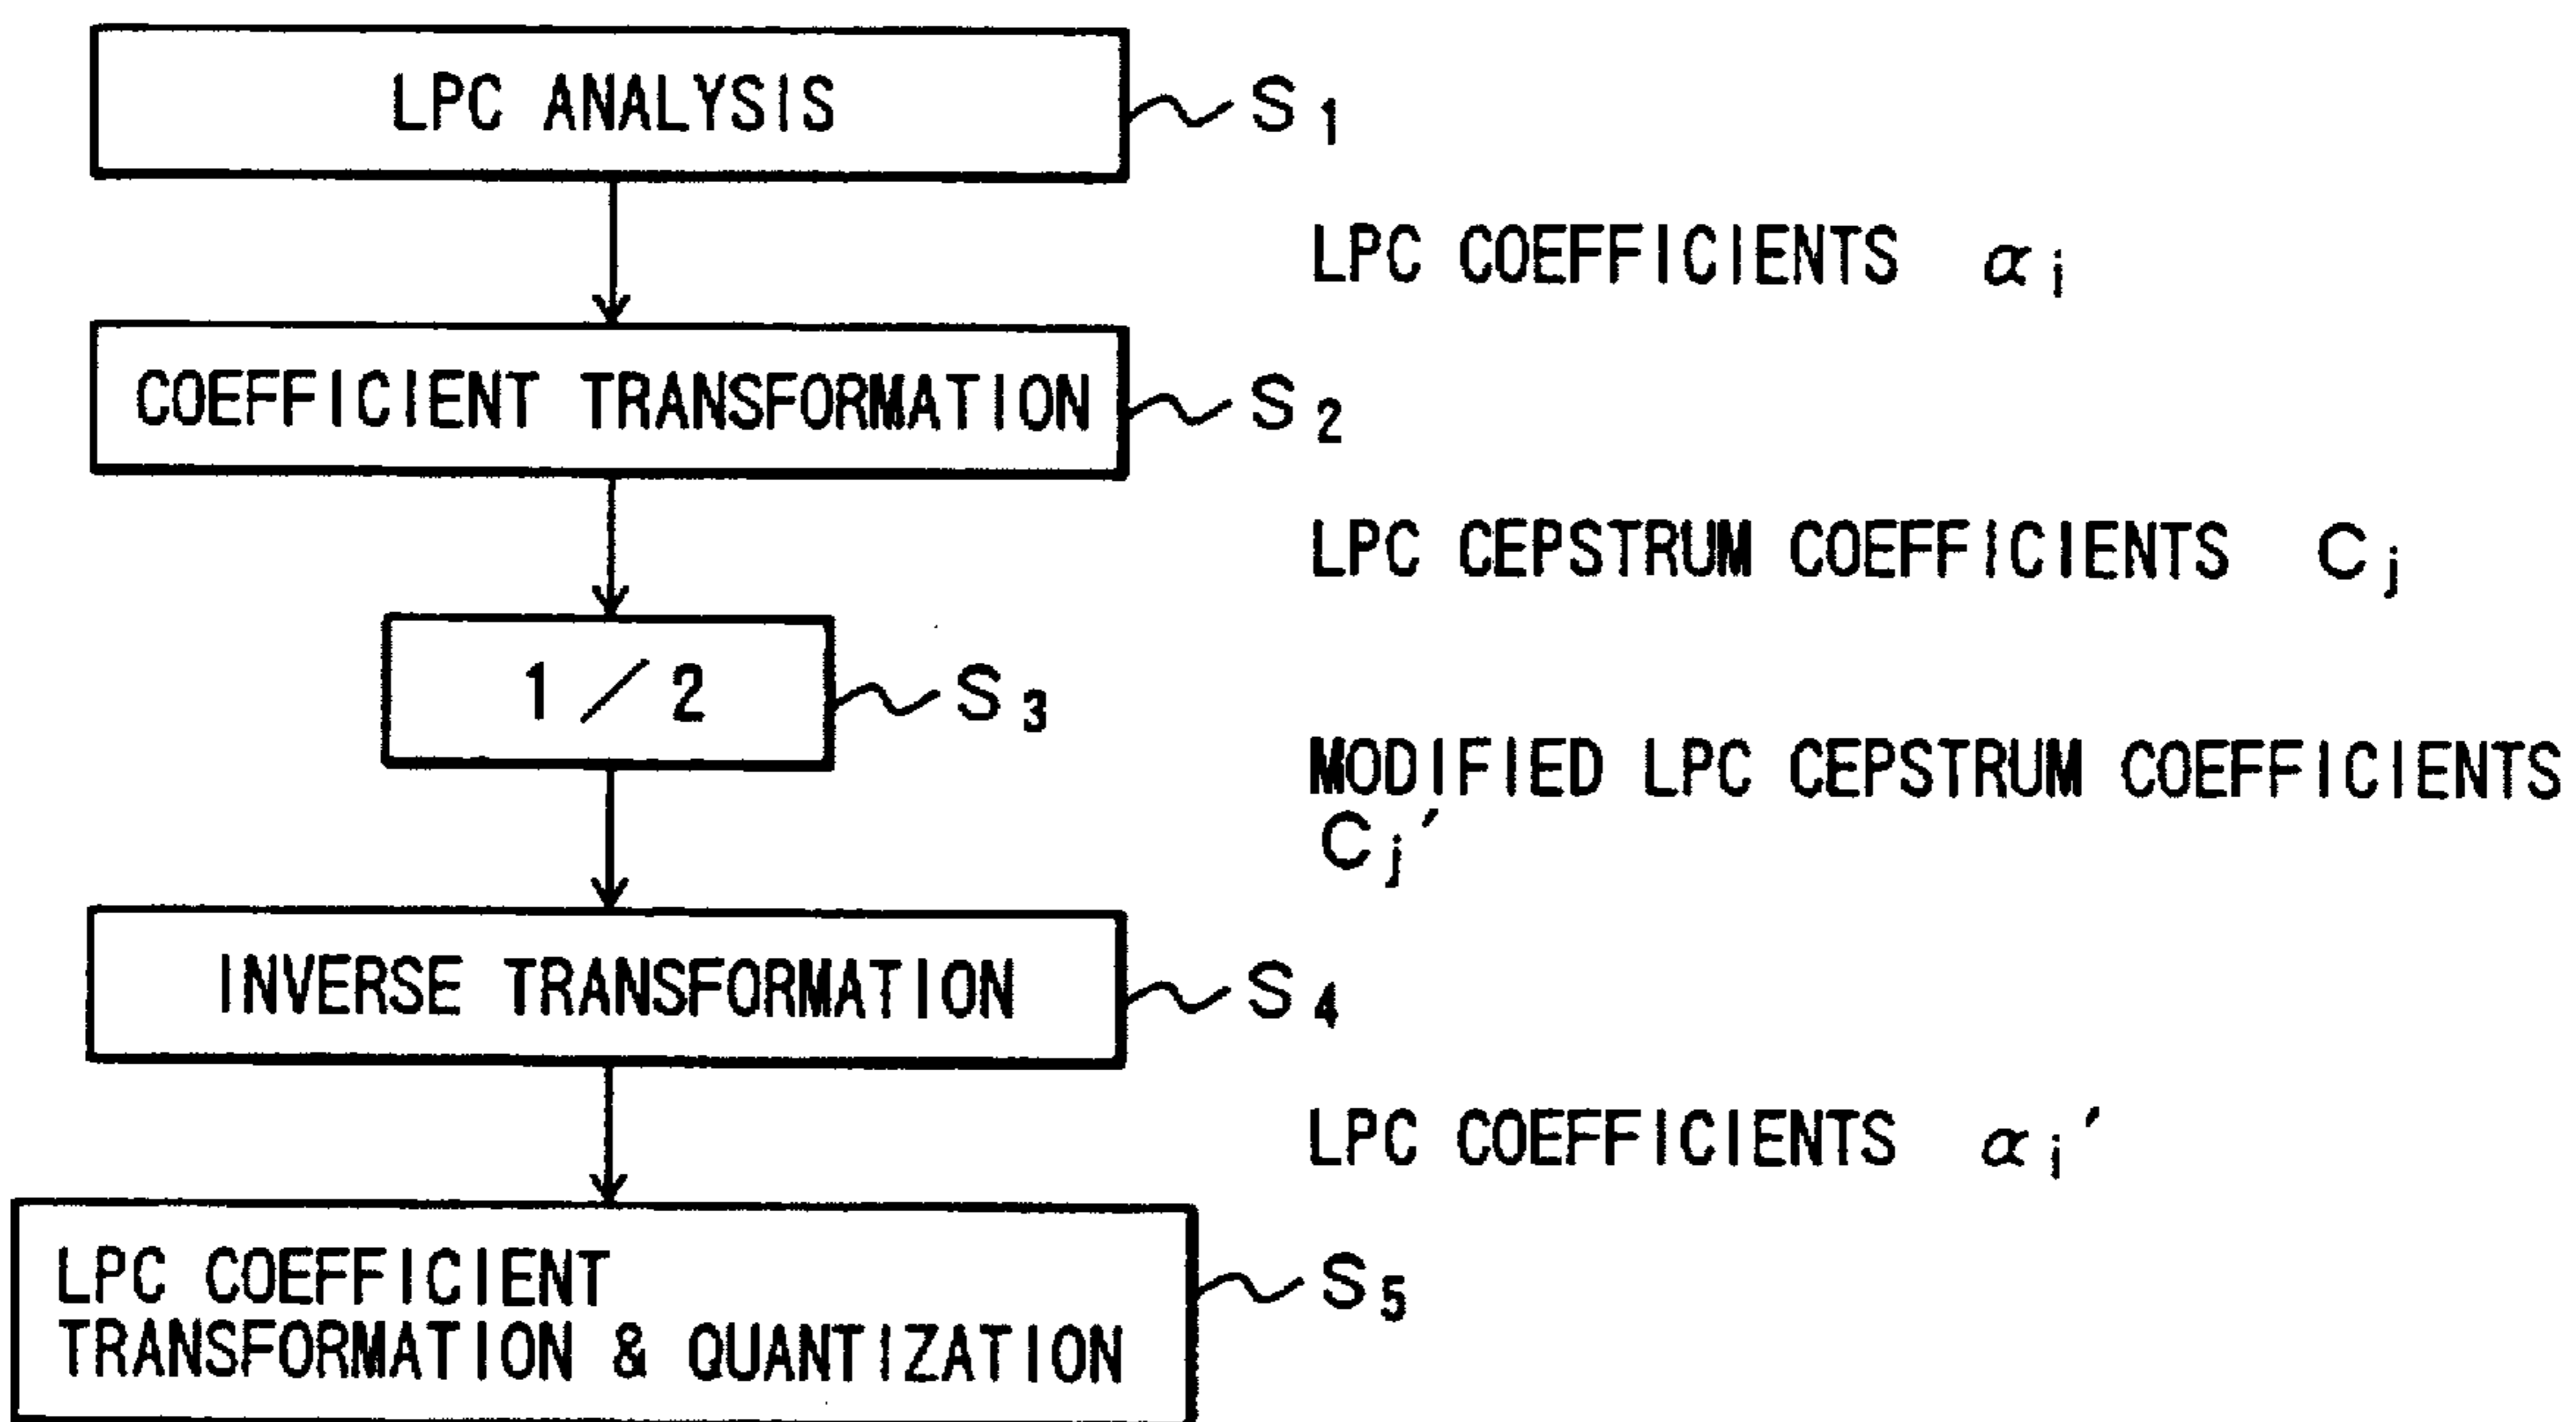 LPC ANALYSIS
S1
LPC COEFFICIENTS αi
COEFFICIENT TRANSFORMATION
S2
LPC CEPSTRUM COEFFICIENTS Cj
1/2
S3
MODIFIED LPC CEPSTRUM COEFFICIENTS
Cj′
INVERSE TRANSFORMATION
S4
LPC COEFFICIENTS αi′
LPC COEFFICIENT
TRANSFORMATION & QUANTIZATION
S5